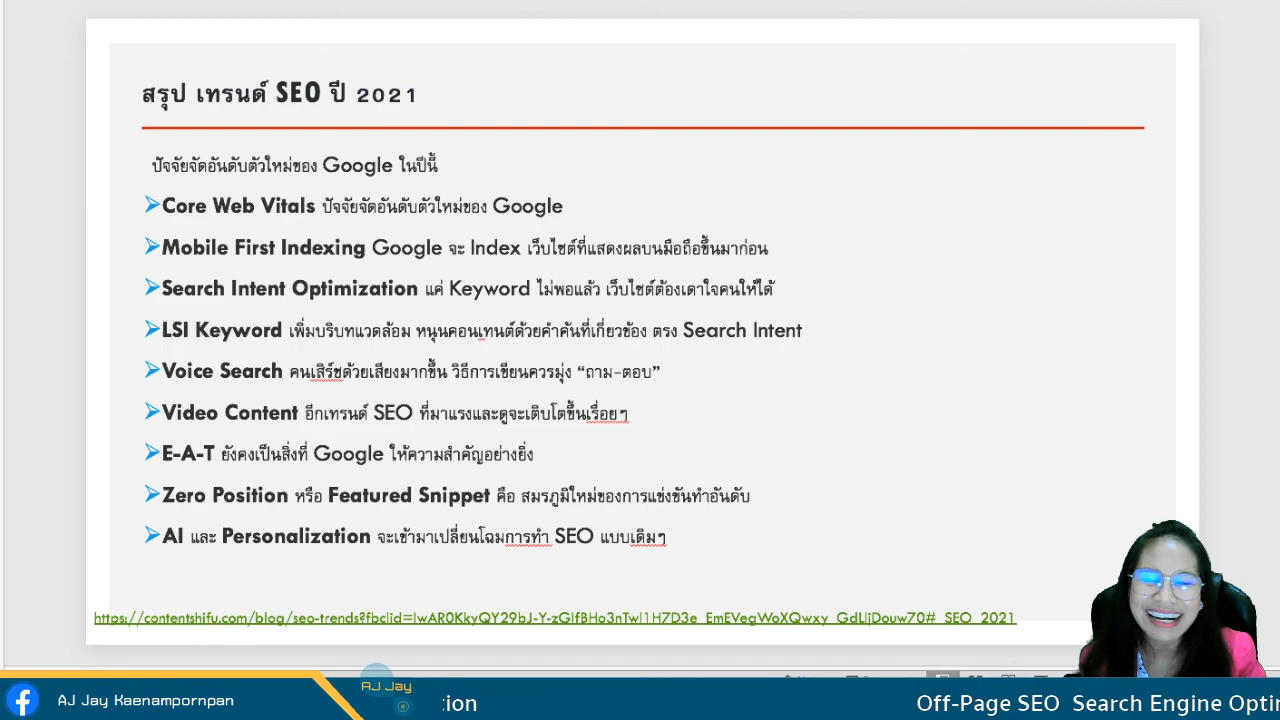 สรุป เทรนด์ SEO ปี 2021
ปัจจัยจัดอันดับตัวใหม่ของ Google ในปีนี้
Core Web Vitals ปัจจัยจัดอันดับตัวใหม่ของ Google
Mobile First Indexing Google จะ Index เว็บไซต์ที่แสดงผลบนมือถือขึ้นมาก่อน
Search Intent Optimization แค่ Keyword ไม่พอแล้ว เว็บไซต์ต้องเดาใจคนให้ได้
LSI Keyword เพิ่มบริบทแวดล้อม หนุนคอนเทนต์ด้วยคำค้นที่เกี่ยวข้อง ตรง Search Intent
Voice Search คนเสิร์ชด้วยเสียงมากขึ้น วิธีการเขียนควรมุ่ง “ถาม-ตอบ”
Video Content อีกเทรนด์ SEO ที่มาแรงและดูจะเติบโตขึ้นเรื่อยๆ
E-A-T ยังคงเป็นสิ่งที่ Google ให้ความสำคัญอย่างยิ่ง
Zero Position หรือ Featured Snippet คือ สมรภูมิใหม่ของการแข่งขันทำอันดับ
AI และ Personalization จะเข้ามาเปลี่ยนโฉมการทำ SEO แบบเดิมๆ
AJ Jay
AJ Jay Kaenampornpan
tion Off-Page SEO Search Engine Opti